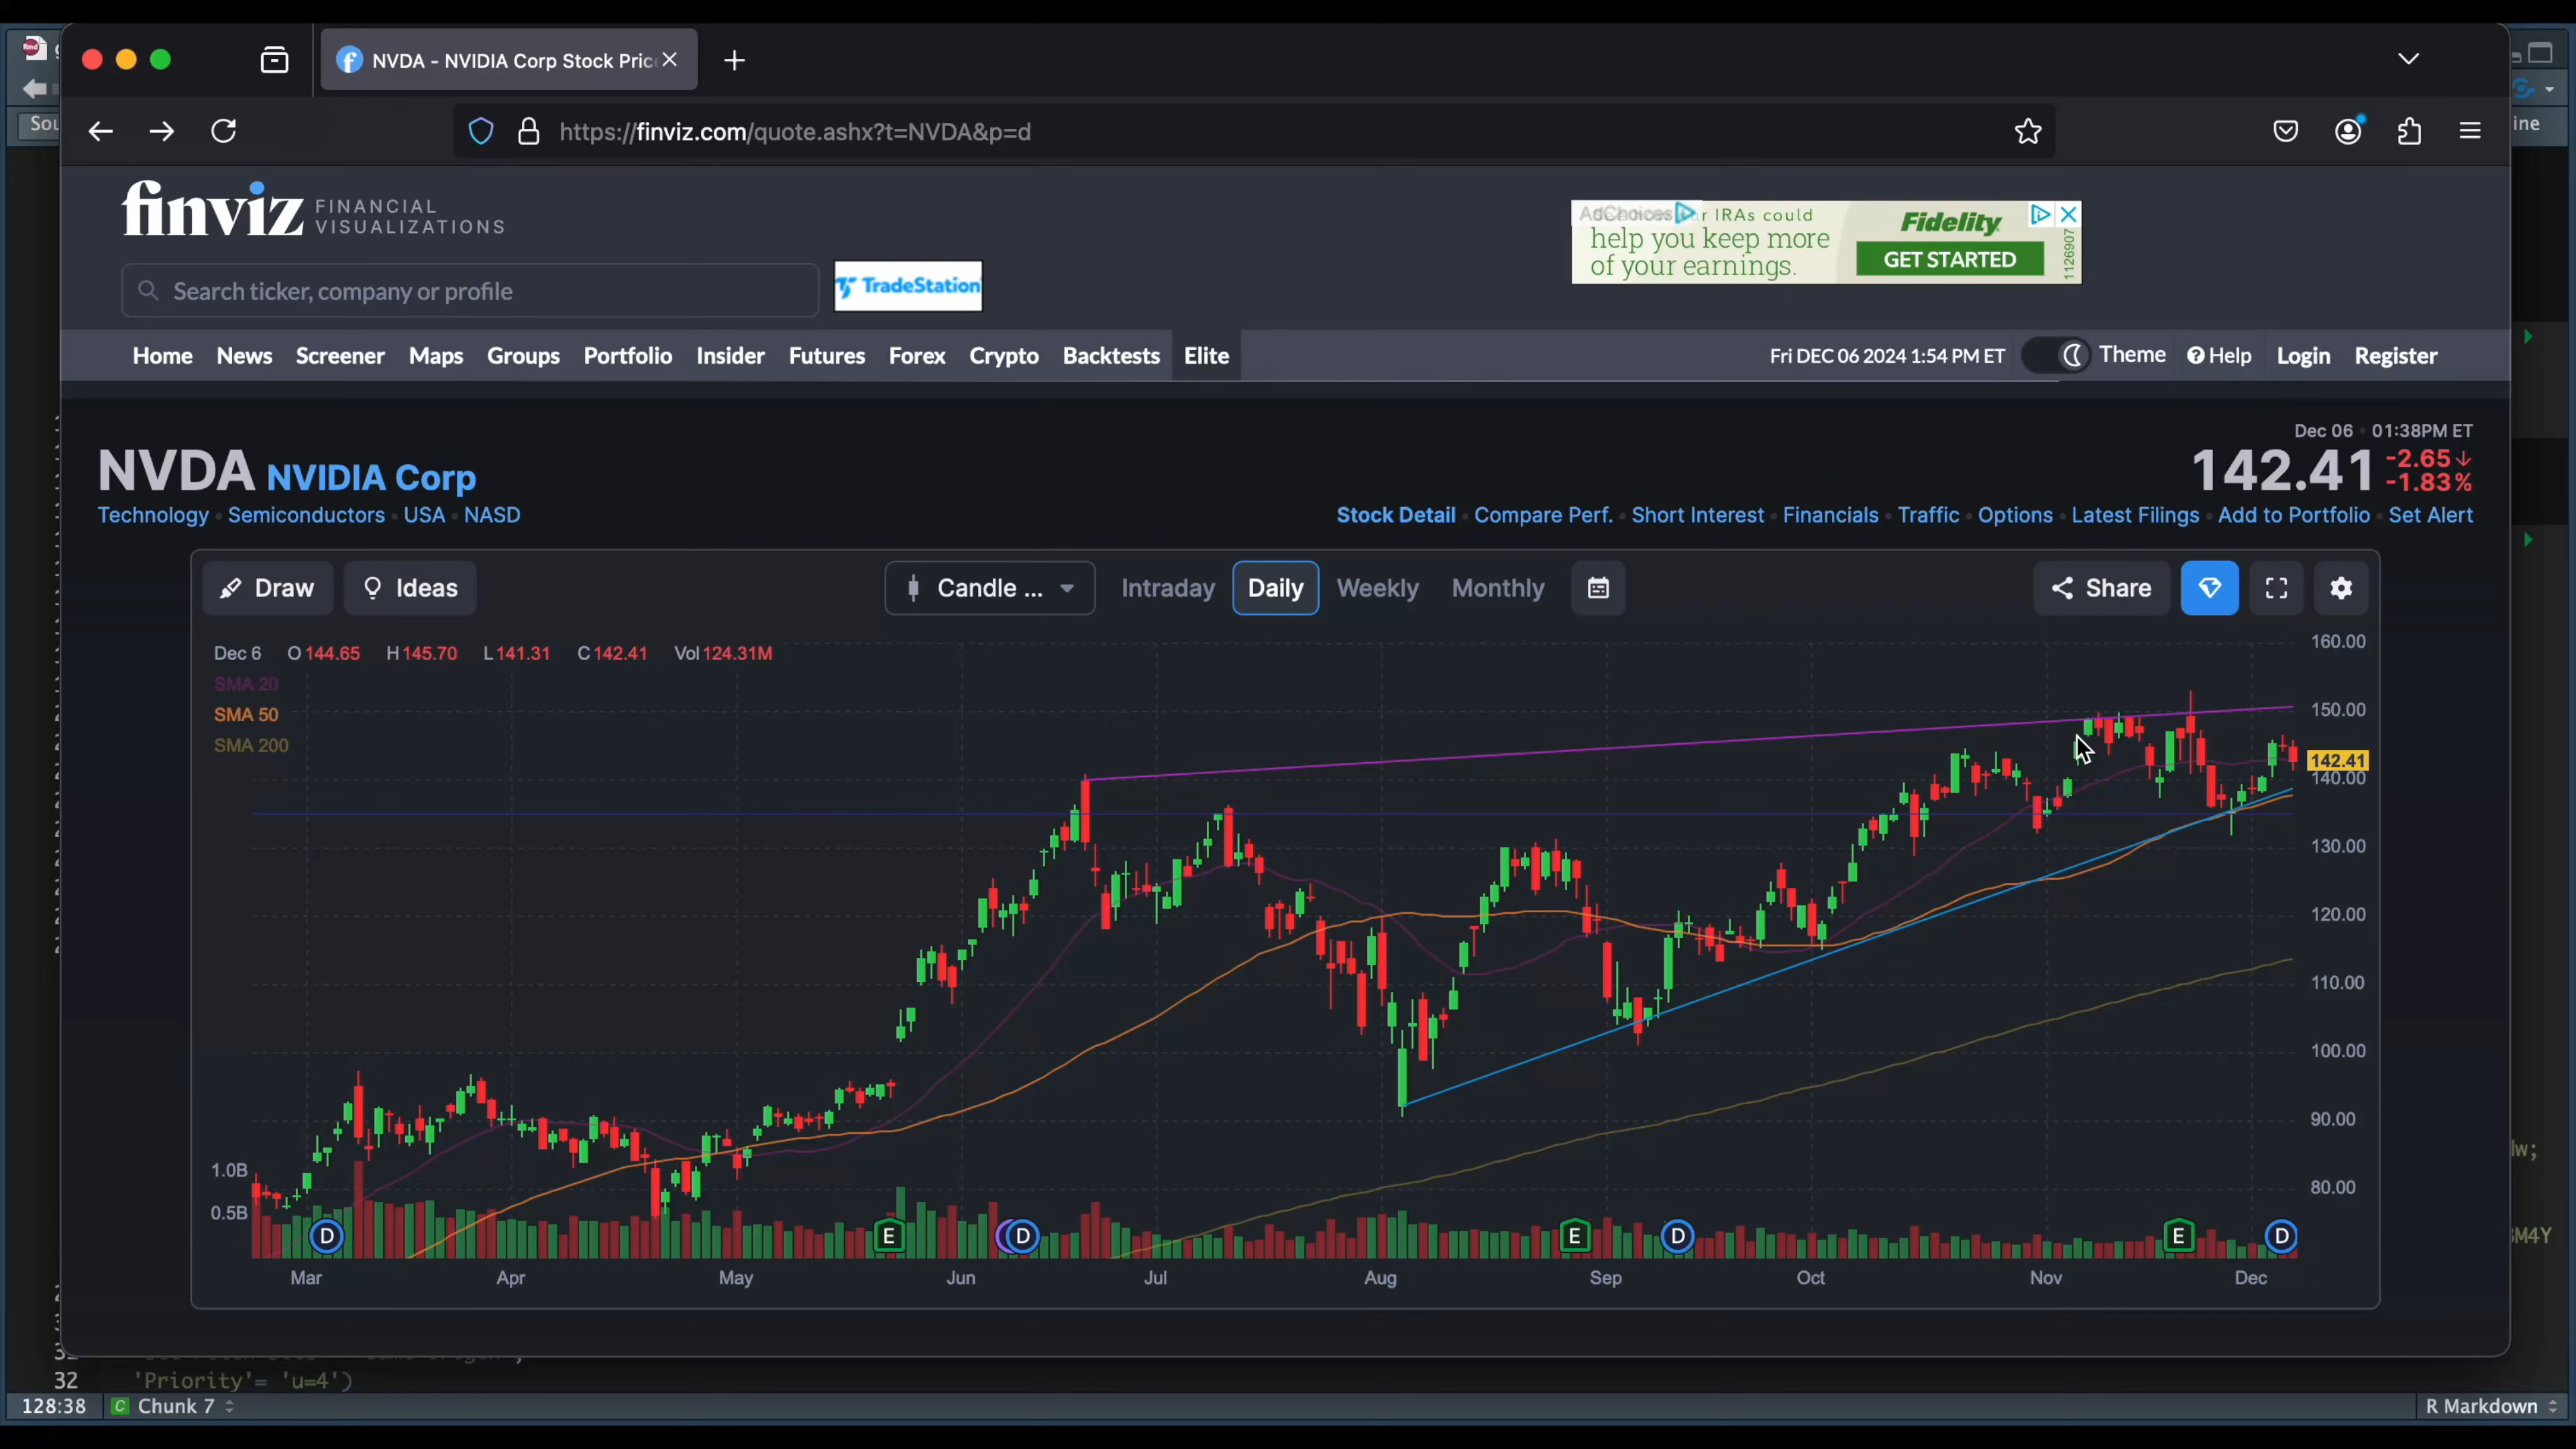 NVDA - NVIDIA Corp Stock Pric
https://finviz.com/quote.ashx?t=NVDA&p=d
Sou
ine
finviz FINANCIAL VISUALIZATIONS
AdChoices IRAs could
help you keep more
of your earnings.
Fidelity
GET STARTED
1126907
Search ticker, company or profile
TradeStation
Home News Screener Maps Groups Portfolio Insider Futures Forex Crypto Backtests Elite
Fri DEC 06 2024 1:54 PM ET Theme Help Login Register
Dec 06 · 01:38PM ET
NVDA NVIDIA Corp
142.41 -2.65
-1.83%
Technology • Semiconductors • USA • NASD
Stock Detail • Compare Perf. • Short Interest • Financials • Traffic • Options • Latest Filings • Add to Portfolio • Set Alert
Draw Ideas Candle ... Intraday Daily Weekly Monthly Share
Dec 6 O 144.65 H 145.70 L 141.31 C 142.41 Vol 124.31M
SMA 20
SMA 50
SMA 200
160.00
150.00
142.41
140.00
130.00
120.00
110.00
100.00
90.00
80.00
1.0B
0.5B
D E D E D E D
Mar Apr May Jun Jul Aug Sep Oct Nov Dec
32 'Priority'= 'u=4')
128:38 C Chunk 7 R Markdown